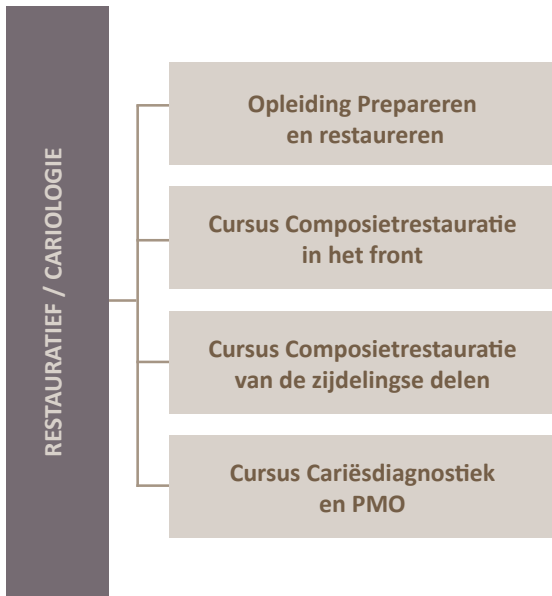 RESTAURATIEF / CARIOLOGIE
Opleiding Prepareren
en restaureren
Cursus Composietrestauratie
in het front
Cursus Composietrestauratie
van de zijdelingse delen
Cursus Cariësdiagnostiek
en PMO